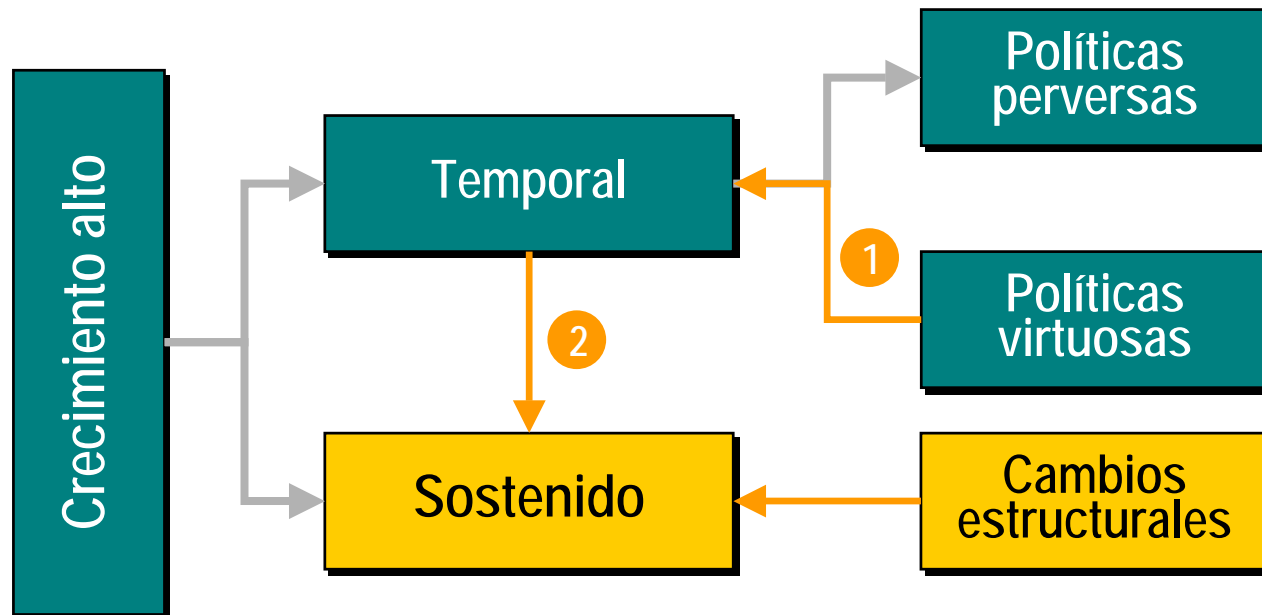 Crecimiento alto
Temporal
Políticas
perversas
1
Políticas
virtuosas
2
Sostenido
Cambios
estructurales